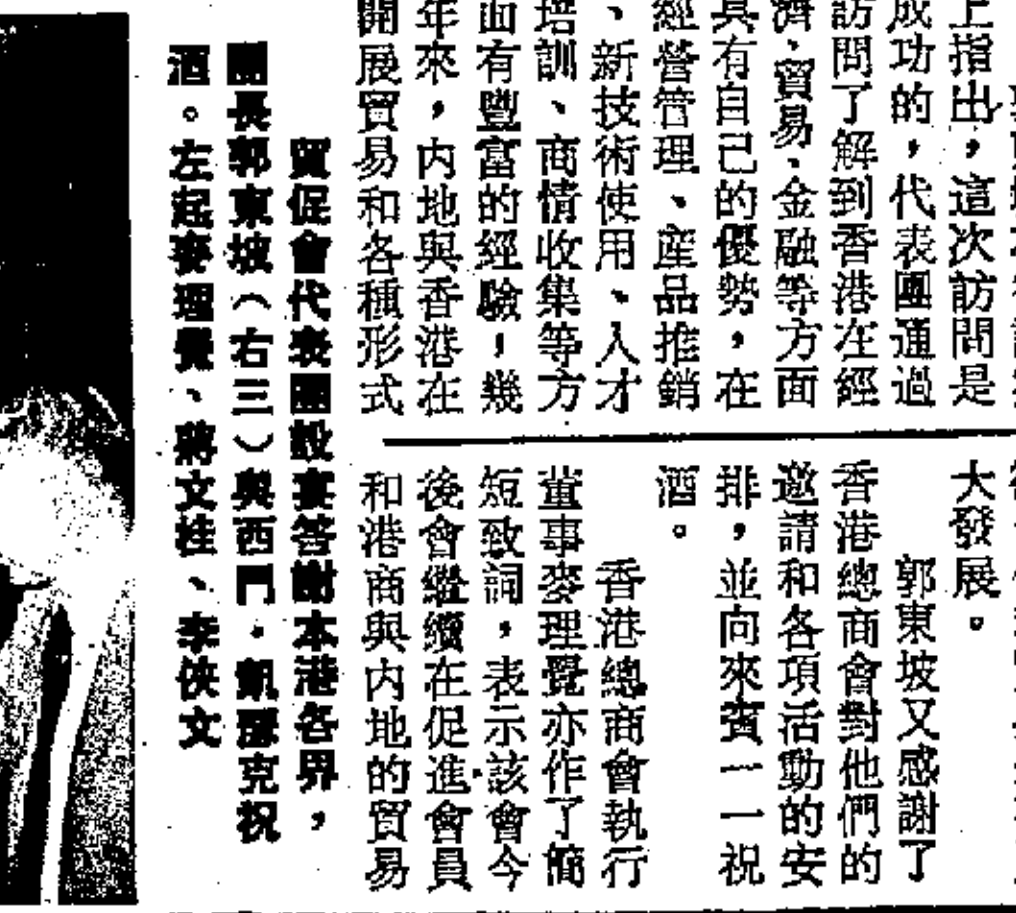 上指出，這次訪問是
成功的，代表團通過
訪問了解到香港在經
濟、貿易、金融等方面
具有自己的優勢，在
經營管理、産品推銷
、新技術使用、人才
培訓、商情收集等方
面有豐富的經驗，幾
年來，内地與香港在
開展貿易和各種形式
大發展。
郭東坡又感謝了
香港總商會對他們的
邀請和各項活動的安
排，並向來賓一一祝
酒。
香港總商會執行
董事麥理覺亦作了簡
短致詞，表示該會今
後會繼續在促進會員
和港商與内地的貿易
貿促會代表團設宴答謝本港各界，
團長郭東坡（右三）與西門·凱瑟克祝
酒。左起麥理覺、蔣文桂、李俠文